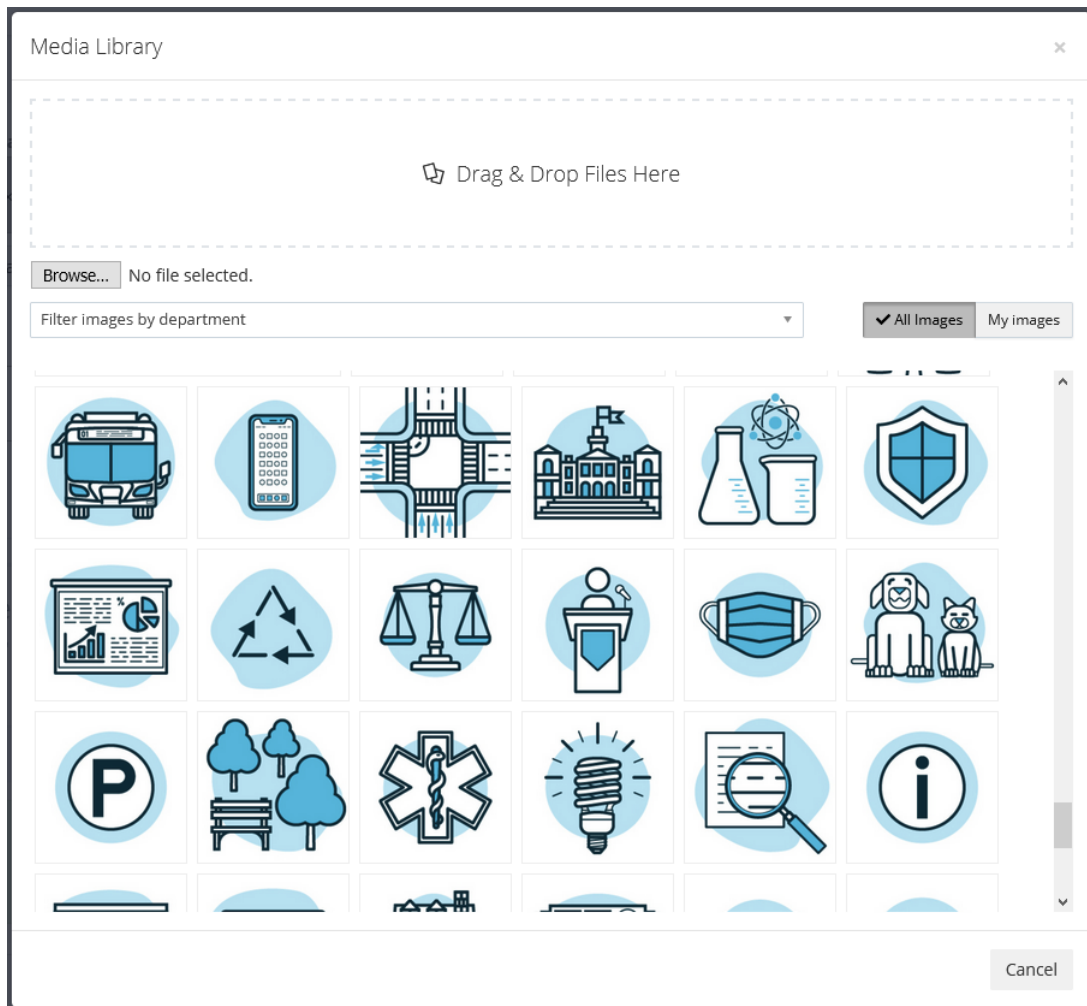 Media Library
×
Drag & Drop Files Here
Browse... No file selected.
Filter images by department
All Images My images
01
%
P
i
Cancel